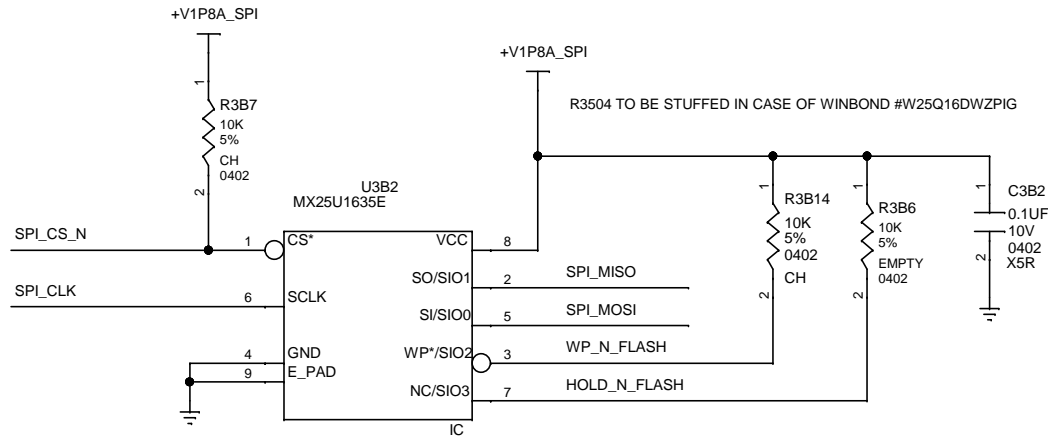 +V1P8A_SPI
1
R3B7
10K
5%
CH
0402
2
+V1P8A_SPI
R3504 TO BE STUFFED IN CASE OF WINBOND #W25Q16DWZPIG
U3B2
MX25U1635E
SPI_CS_N
1
CS*
VCC
8
SO/SIO1
2
SPI_MISO
SPI_CLK
6
SCLK
SI/SIO0
5
SPI_MOSI
4
GND
WP*/SIO2
3
WP_N_FLASH
9
E_PAD
NC/SIO3
7
HOLD_N_FLASH
IC
1
R3B14
10K
5%
0402
CH
2
1
R3B6
10K
5%
EMPTY
0402
2
1
C3B2
0.1UF
10V
0402
X5R
2